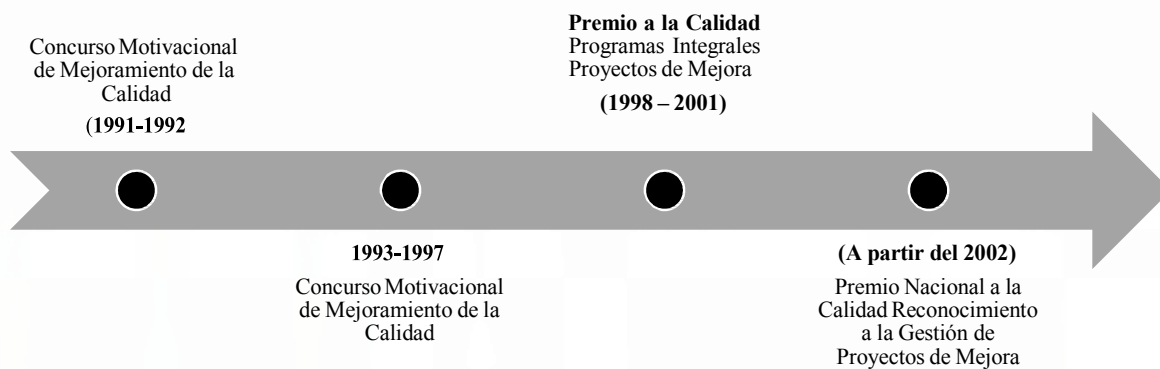 Concurso Motivacional
de Mejoramiento de la
Calidad
(1991-1992
1993-1997
Concurso Motivacional
de Mejoramiento de la
Calidad
Premio a la Calidad
Programas Integrales
Proyectos de Mejora
(1998 – 2001)
(A partir del 2002)
Premio Nacional a la
Calidad Reconocimiento
a la Gestión de
Proyectos de Mejora